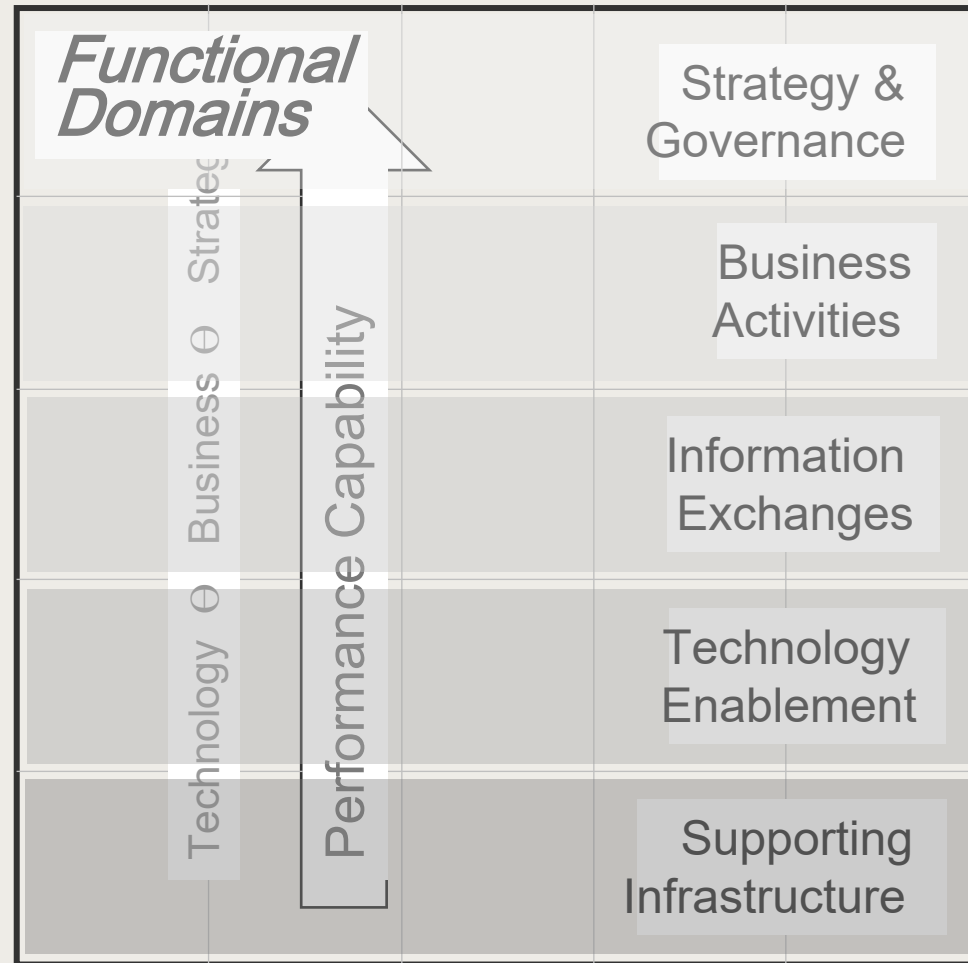 Functional
Domains
Strategy &
Governance
Business
Activities
Information
Exchanges
Technology
Enablement
Supporting
Infrastructure
Technology ⊖ Business ⊖ Strateg
Performance Capability